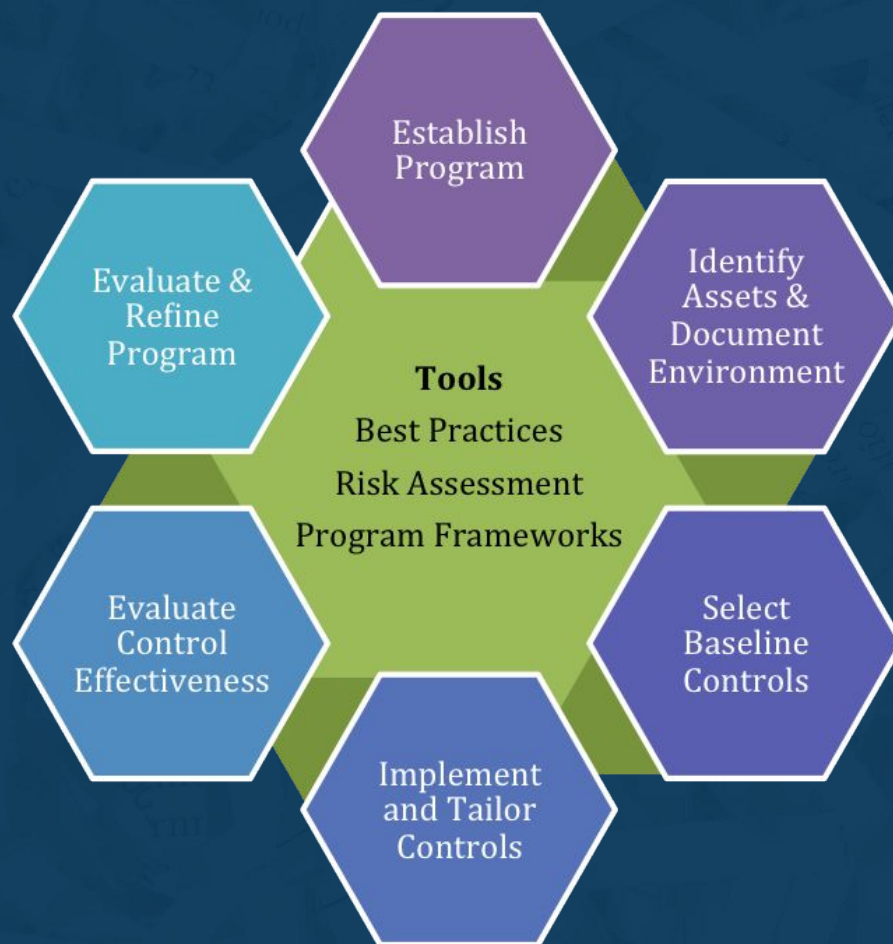 Establish
Program
Identify
Assets &
Document
Environment
Select
Baseline
Controls
Implement
and Tailor
Controls
Evaluate
Control
Effectiveness
Evaluate &
Refine
Program
Tools
Best Practices
Risk Assessment
Program Frameworks